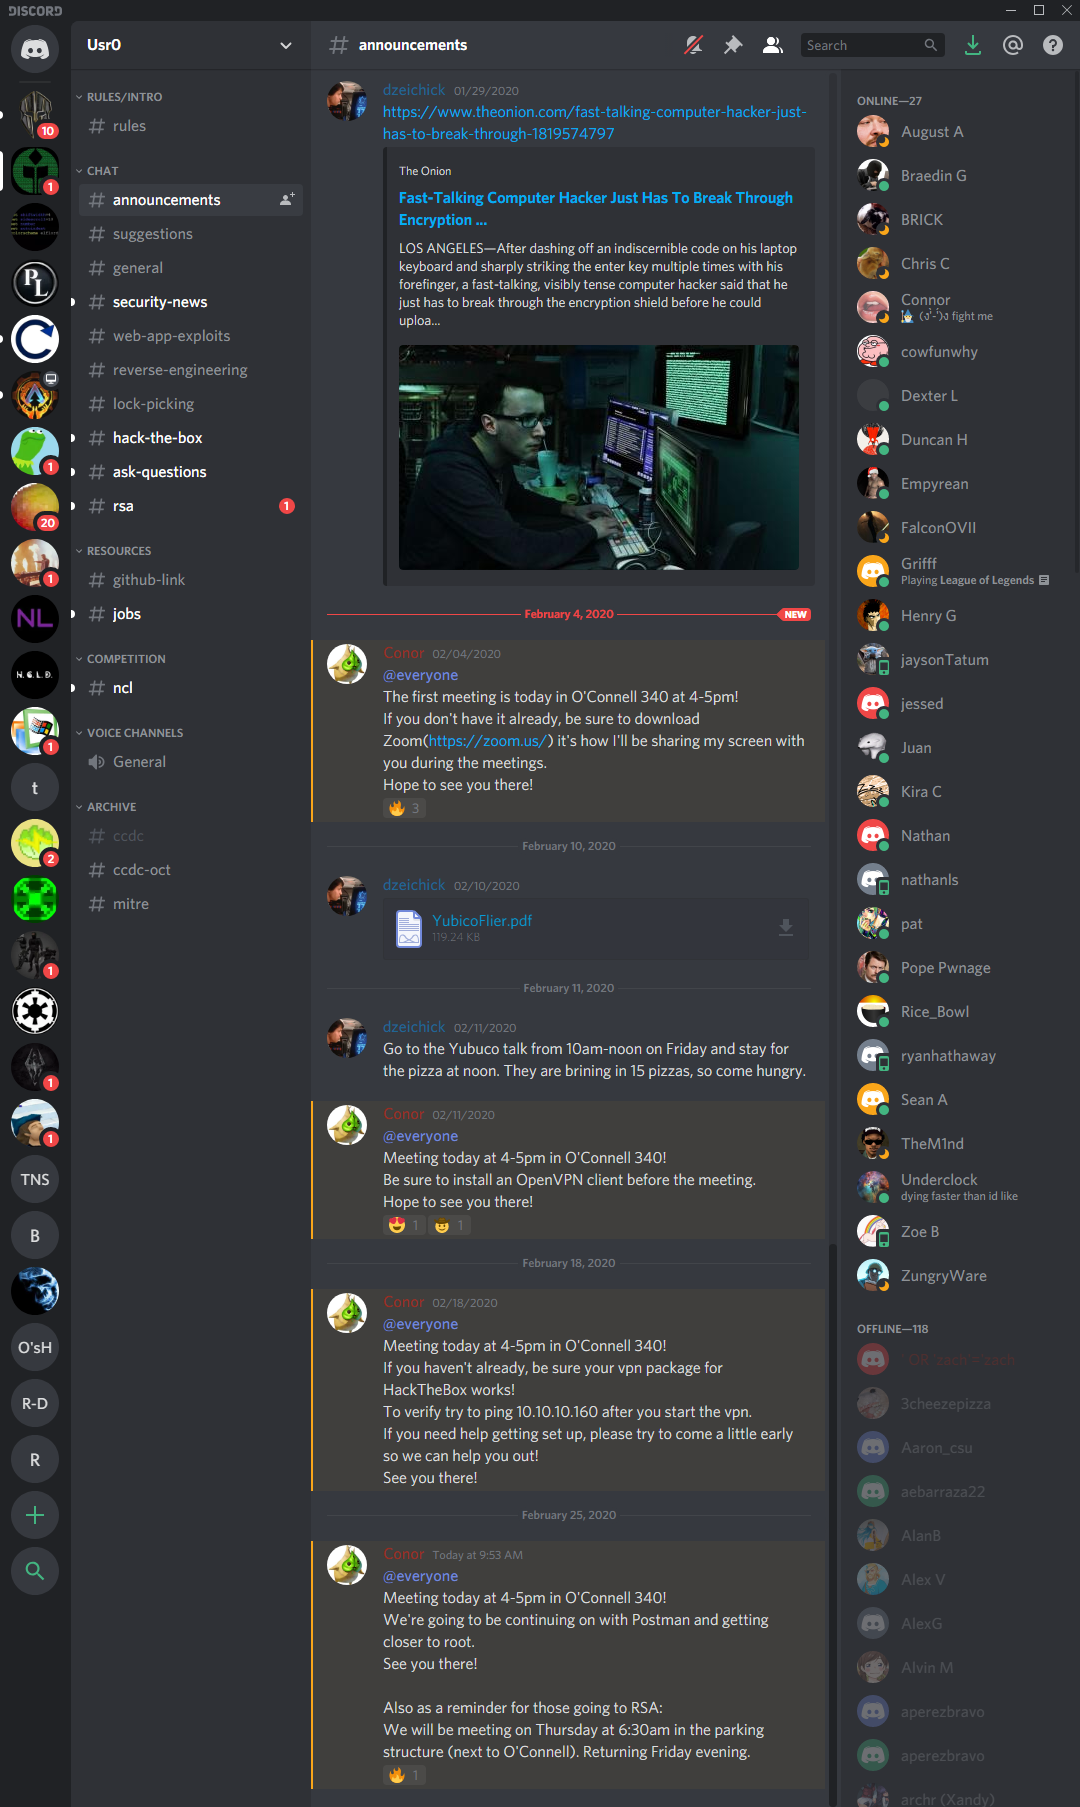 DISCORD
Usr0
announcements
Search
10
1
PL
C
1
20
1
NL
N. G. L. D.
1
t
2
1
1
1
TNS
B
O'sH
R-D
R
RULES/INTRO
rules
CHAT
announcements
suggestions
general
security-news
web-app-exploits
reverse-engineering
lock-picking
hack-the-box
ask-questions
rsa
1
RESOURCES
github-link
jobs
COMPETITION
ncl
VOICE CHANNELS
General
ARCHIVE
ccdc
ccdc-oct
mitre
dzeichick 01/29/2020
https://www.theonion.com/fast-talking-computer-hacker-just-
has-to-break-through-1819574797
The Onion
Fast-Talking Computer Hacker Just Has To Break Through
Encryption ...
LOS ANGELES—After dashing off an indiscernible code on his laptop
keyboard and sharply striking the enter key multiple times with his
forefinger, a fast-talking, visibly tense computer hacker said that he
just has to break through the encryption shield before he could
uploa...
February 4, 2020
NEW
Conor 02/04/2020
@everyone
The first meeting is today in O'Connell 340 at 4-5pm!
If you don't have it already, be sure to download
Zoom(https://zoom.us/) it's how I'll be sharing my screen with
you during the meetings.
Hope to see you there!
🔥 3
February 10, 2020
dzeichick 02/10/2020
YubicoFlier.pdf
119.24 KB
February 11, 2020
dzeichick 02/11/2020
Go to the Yubuco talk from 10am-noon on Friday and stay for
the pizza at noon. They are brining in 15 pizzas, so come hungry.
Conor 02/11/2020
@everyone
Meeting today at 4-5pm in O'Connell 340!
Be sure to install an OpenVPN client before the meeting.
Hope to see you there!
😍 1 🤠 1
February 18, 2020
Conor 02/18/2020
@everyone
Meeting today at 4-5pm in O'Connell 340!
If you haven't already, be sure your vpn package for
HackTheBox works!
To verify try to ping 10.10.10.160 after you start the vpn.
If you need help getting set up, please try to come a little early
so we can help you out!
See you there!
February 25, 2020
Conor Today at 9:53 AM
@everyone
Meeting today at 4-5pm in O'Connell 340!
We're going to be continuing on with Postman and getting
closer to root.
See you there!
Also as a reminder for those going to RSA:
We will be meeting on Thursday at 6:30am in the parking
structure (next to O'Connell). Returning Friday evening.
🔥 1
ONLINE—27
August A
Braedin G
BRICK
Chris C
Connor
fight me
cowfunwhy
Dexter L
Duncan H
Empyrean
FalconOVII
Grifff
Playing League of Legends
Henry G
jaysonTatum
jessed
Juan
Kira C
Nathan
nathanls
pat
Pope Pwnage
Rice_Bowl
ryanhathaway
Sean A
TheM1nd
Underclock
dying faster than id like
Zoe B
ZungryWare
OFFLINE—118
' OR 'zach'='zach
3cheezepizza
Aaron_csu
aebarraza22
AlanB
Alex V
AlexG
Alvin M
aperezbravo
aperezbravo
archr (Xandy)